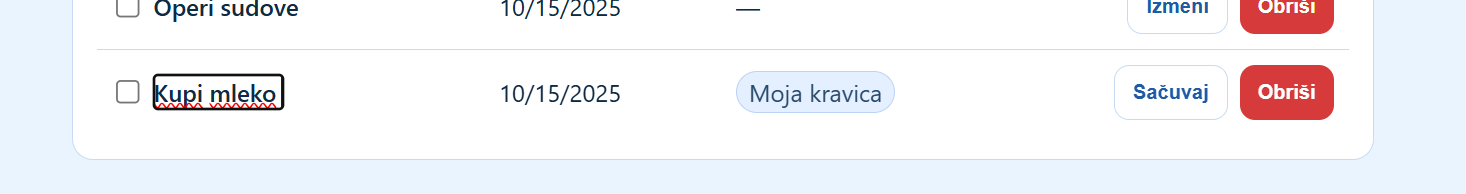 Operi sudove 10/15/2025 — Izmeni Obriši
Kupi mleko 10/15/2025 Moja kravica Sačuvaj Obriši